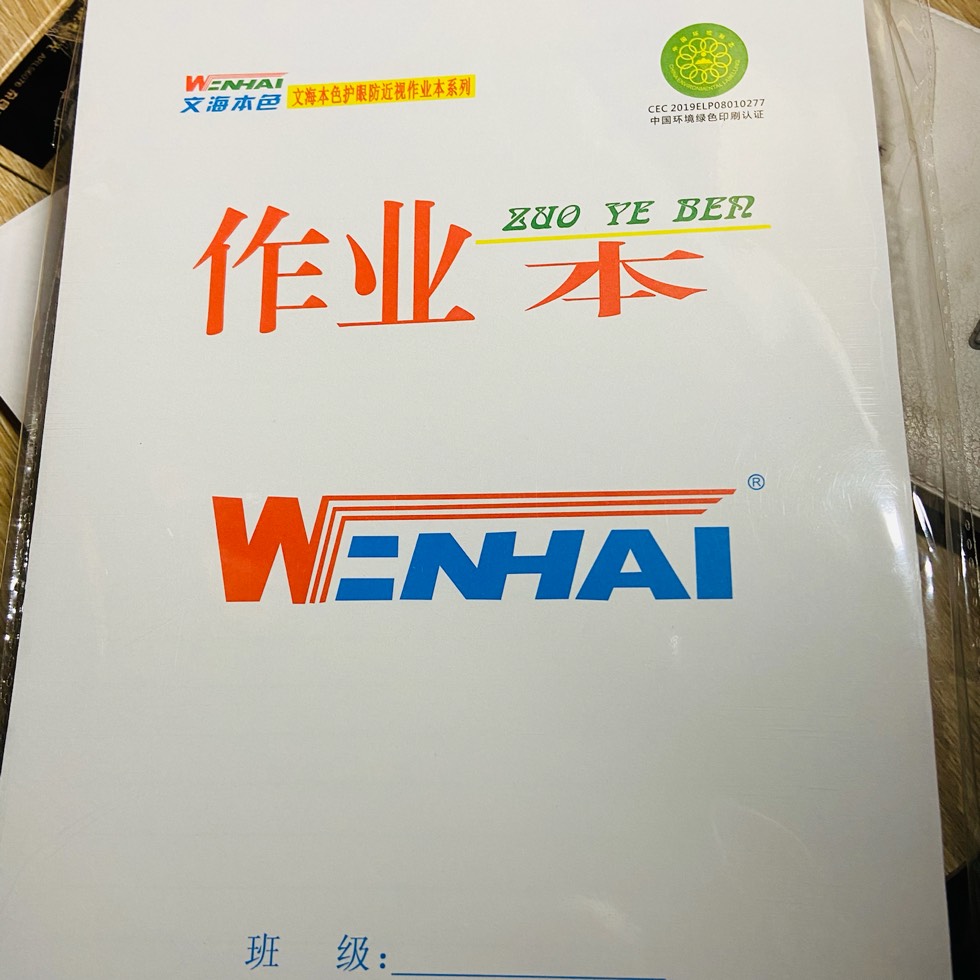 WENHAI
文海本色
文海本色护眼防近视作业本系列
CEC 2019ELP08010277
中国环境绿色印刷认证
ZUO YE BEN
作业本
WENHAI®
班 级: